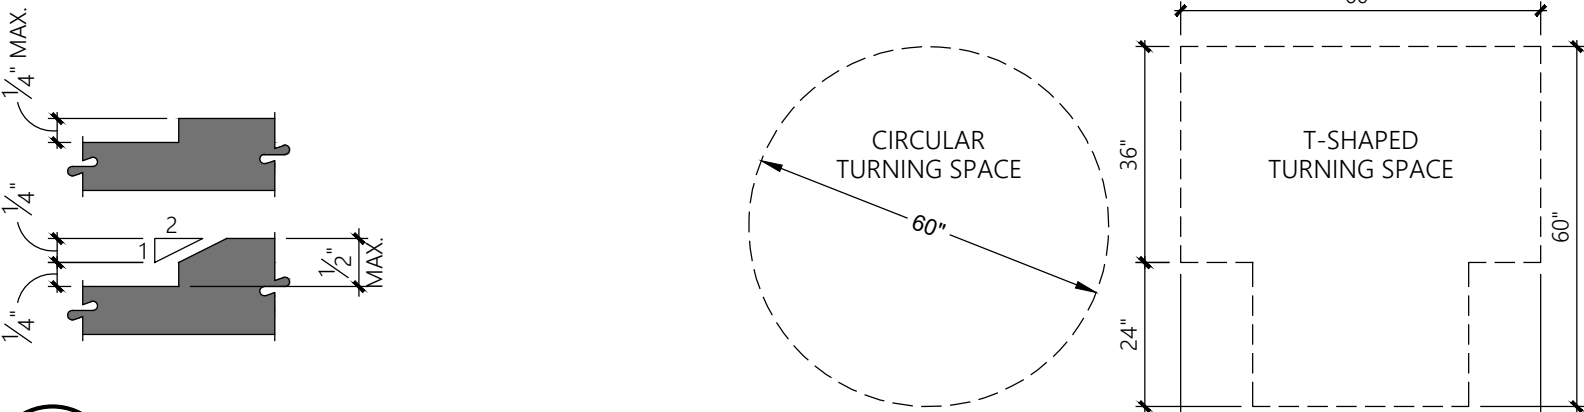 1/4" MAX.
1/4"
1/4"
2
1
1/2"
MAX.
CIRCULAR
TURNING SPACE
60"
36"
24"
T-SHAPED
TURNING SPACE
60"